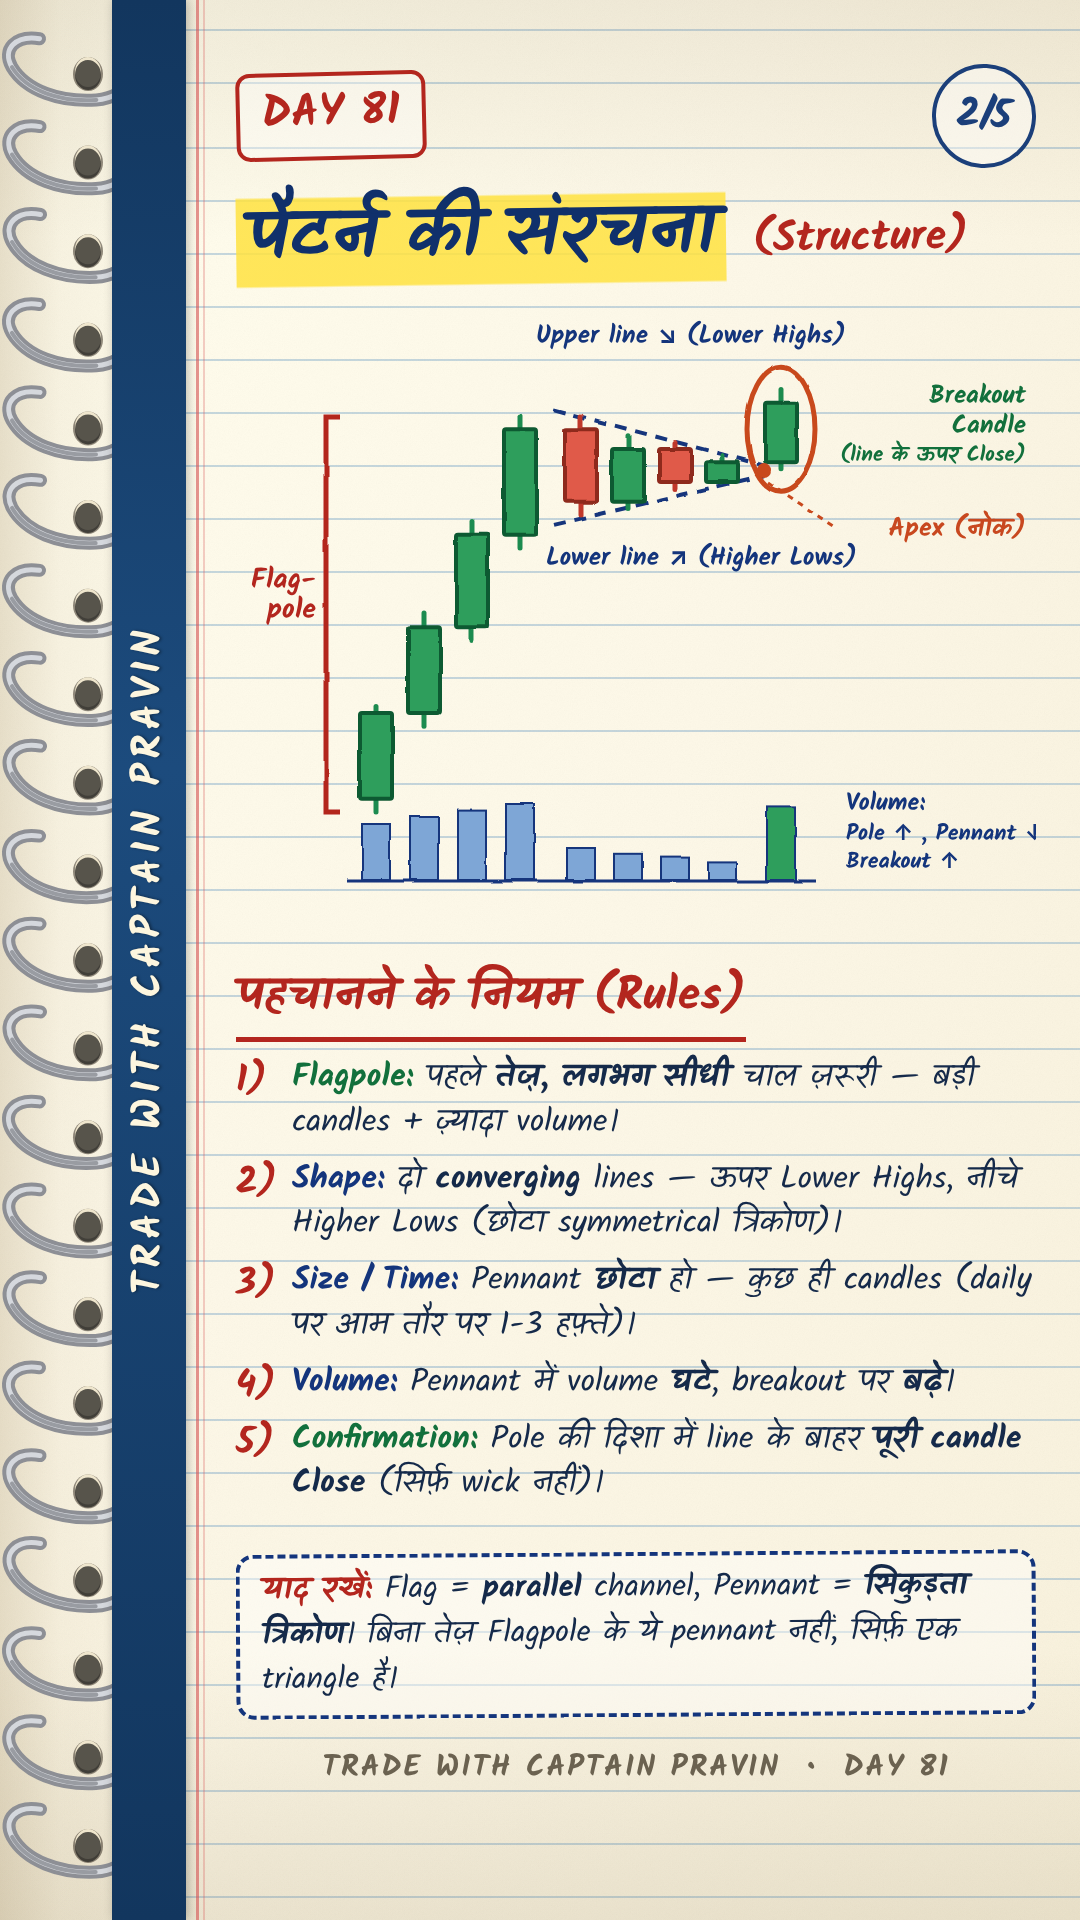 DAY 81
2/5
पैटर्न की संरचना (Structure)
Upper line ↘ (Lower Highs)
Breakout
Candle
(line के ऊपर Close)
Apex (नोक)
Lower line ↗ (Higher Lows)
Flag-
pole
Volume:
Pole ↑ , Pennant ↓
Breakout ↑
TRADE WITH CAPTAIN PRAVIN
पहचानने के नियम (Rules)
1) Flagpole: पहले तेज़, लगभग सीधी चाल ज़रूरी — बड़ी
candles + ज़्यादा volume।
2) Shape: दो converging lines — ऊपर Lower Highs, नीचे
Higher Lows (छोटा symmetrical त्रिकोण)।
3) Size / Time: Pennant छोटा हो — कुछ ही candles (daily
पर आम तौर पर 1-3 हफ़्ते)।
4) Volume: Pennant में volume घटे, breakout पर बढ़े।
5) Confirmation: Pole की दिशा में line के बाहर पूरी candle
Close (सिर्फ़ wick नहीं)।
याद रखें: Flag = parallel channel, Pennant = सिकुड़ता
त्रिकोण। बिना तेज़ Flagpole के ये pennant नहीं, सिर्फ़ एक
triangle है।
TRADE WITH CAPTAIN PRAVIN · DAY 81